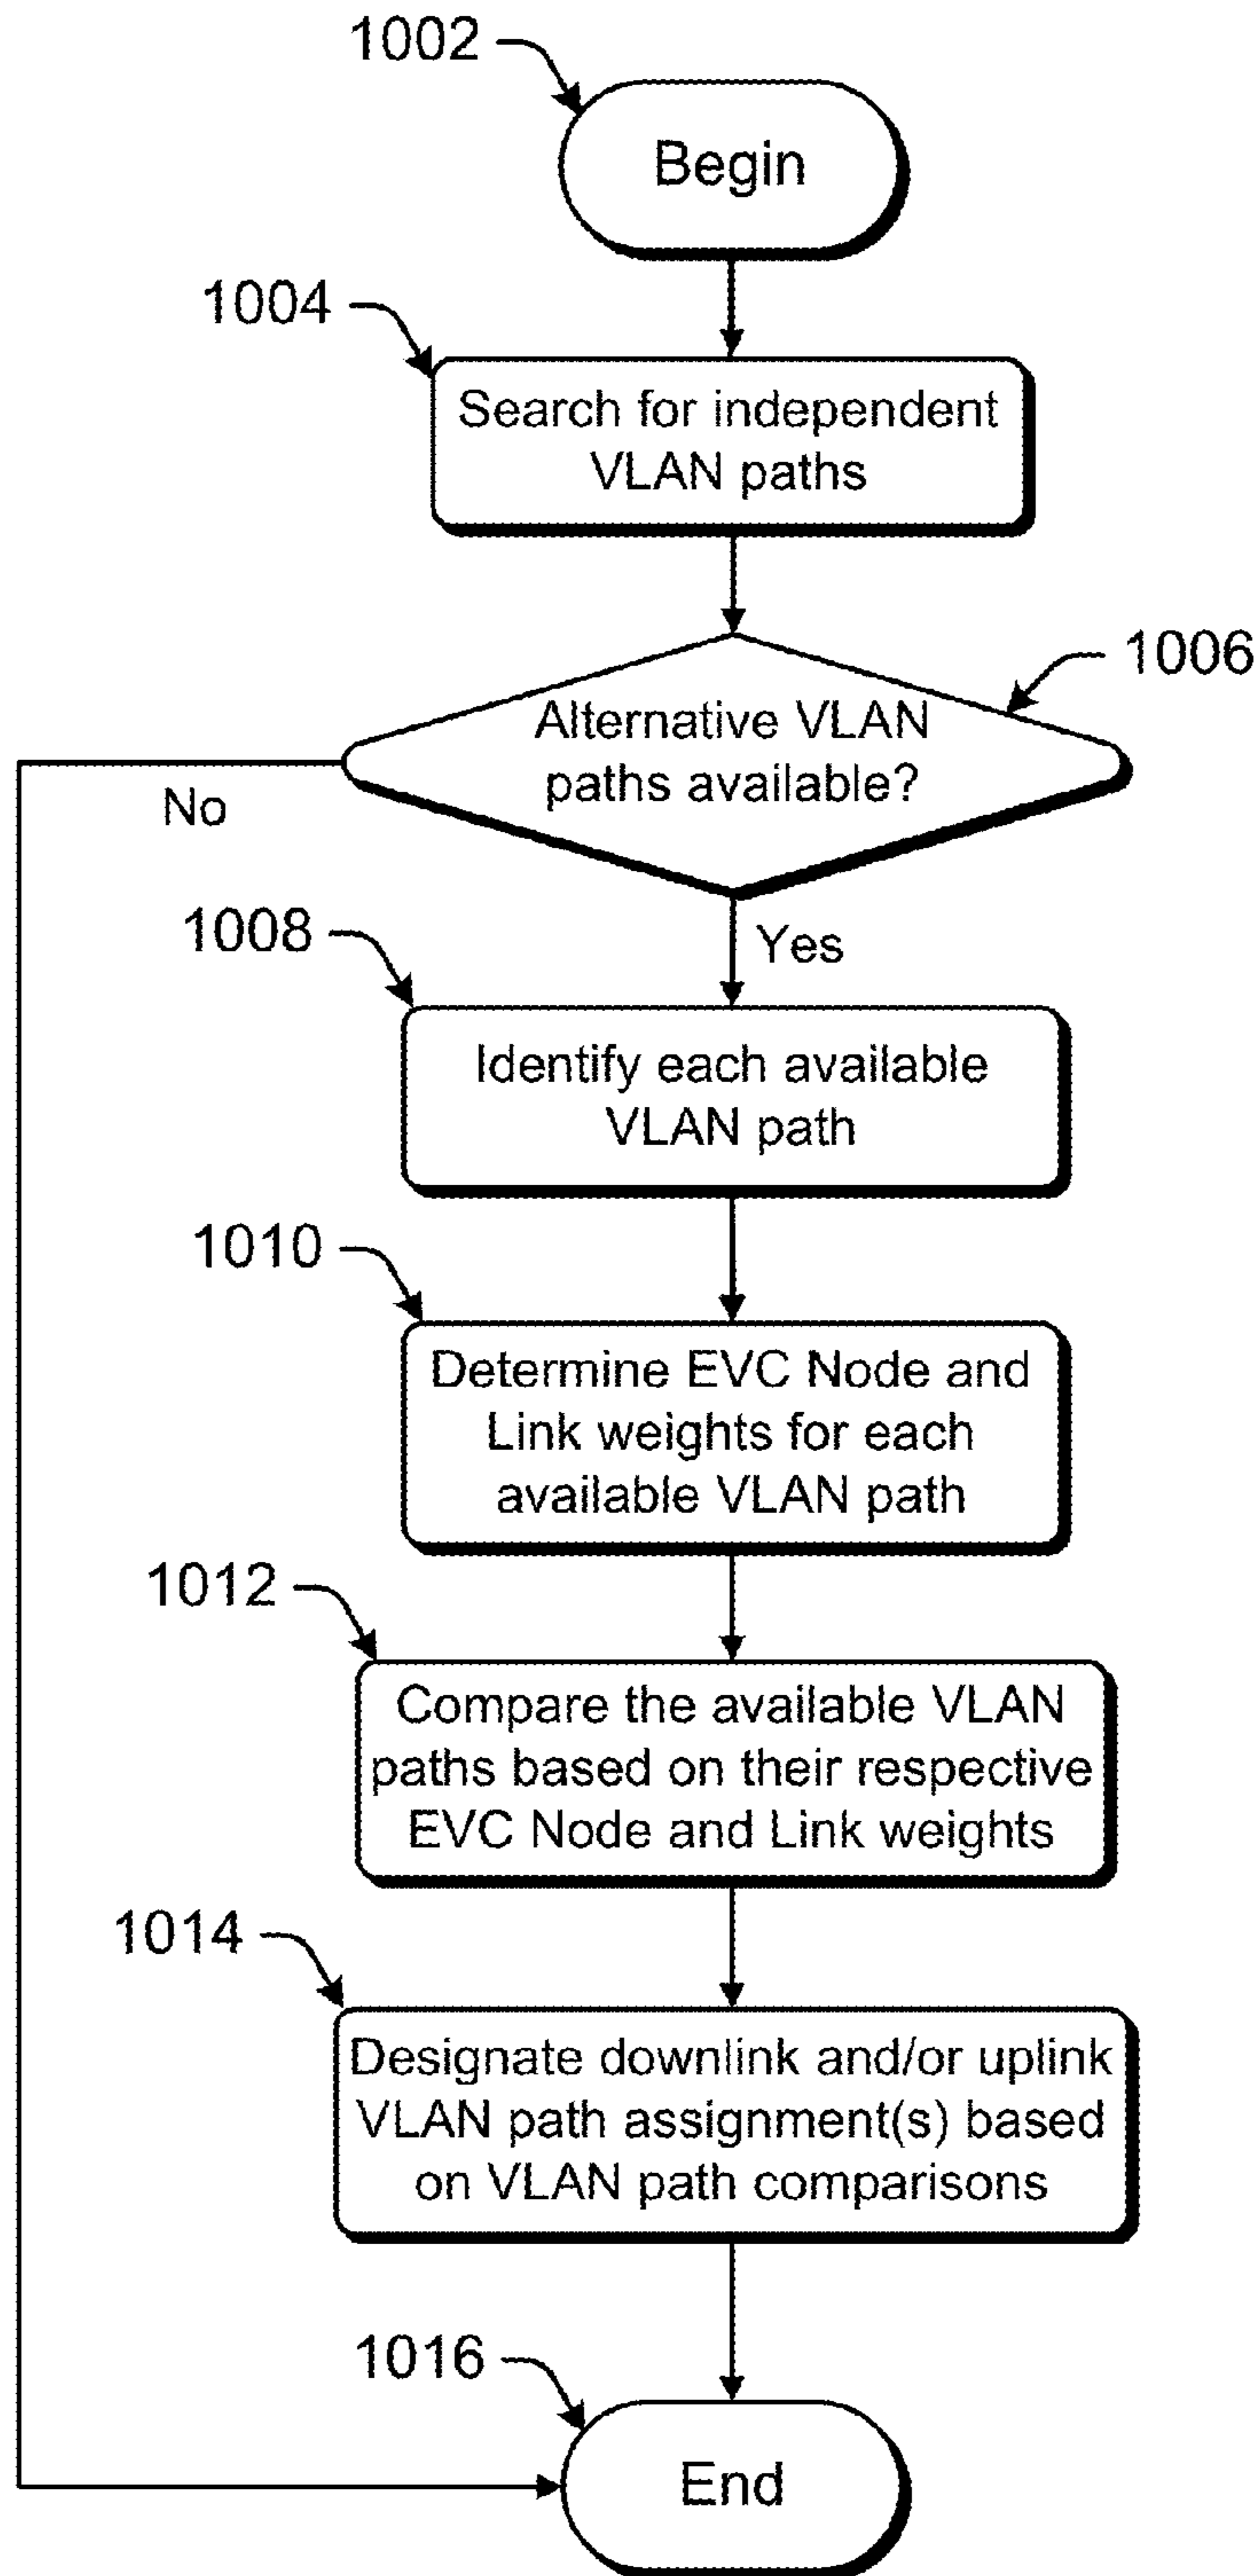 1002
Begin
1004
Search for independent
VLAN paths
1006
Alternative VLAN
paths available?
No
Yes
1008
Identify each available
VLAN path
1010
Determine EVC Node and
Link weights for each
available VLAN path
1012
Compare the available VLAN
paths based on their respective
EVC Node and Link weights
1014
Designate downlink and/or uplink
VLAN path assignment(s) based
on VLAN path comparisons
1016
End